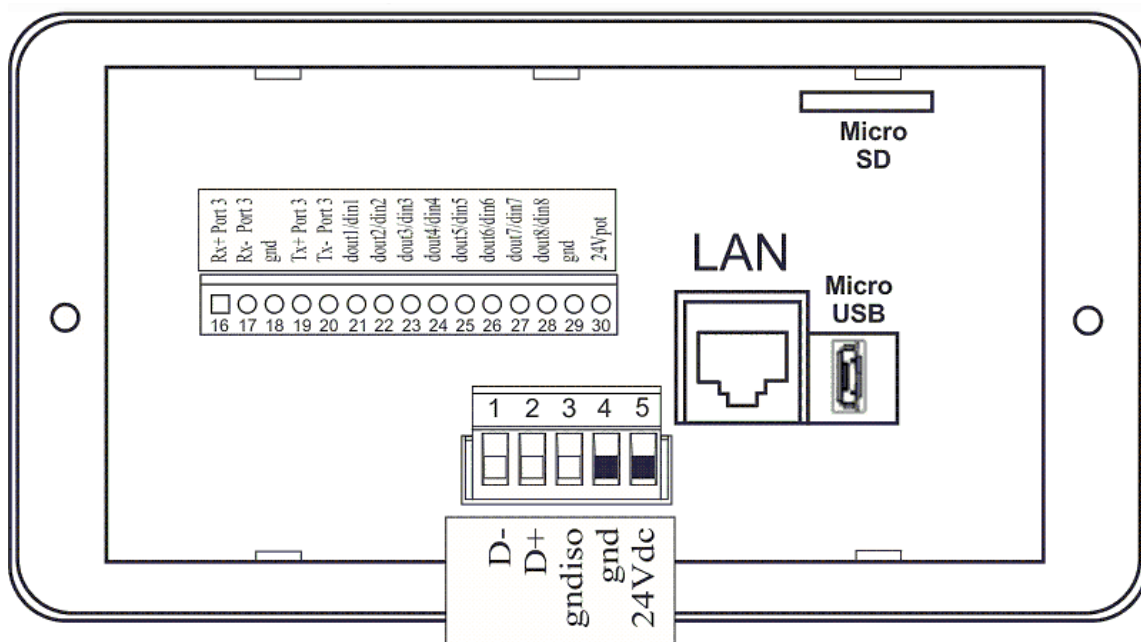 Micro
SD
Rx+ Port 3
Rx- Port 3
gnd
Tx+ Port 3
Tx- Port 3
dout1/din1
dout2/din2
dout3/din3
dout4/din4
dout5/din5
dout6/din6
dout7/din7
dout8/din8
gnd
24Vpot
16 17 18 19 20 21 22 23 24 25 26 27 28 29 30
LAN
Micro
USB
1 2 3 4 5
D-
D+
gndiso
gnd
24Vdc